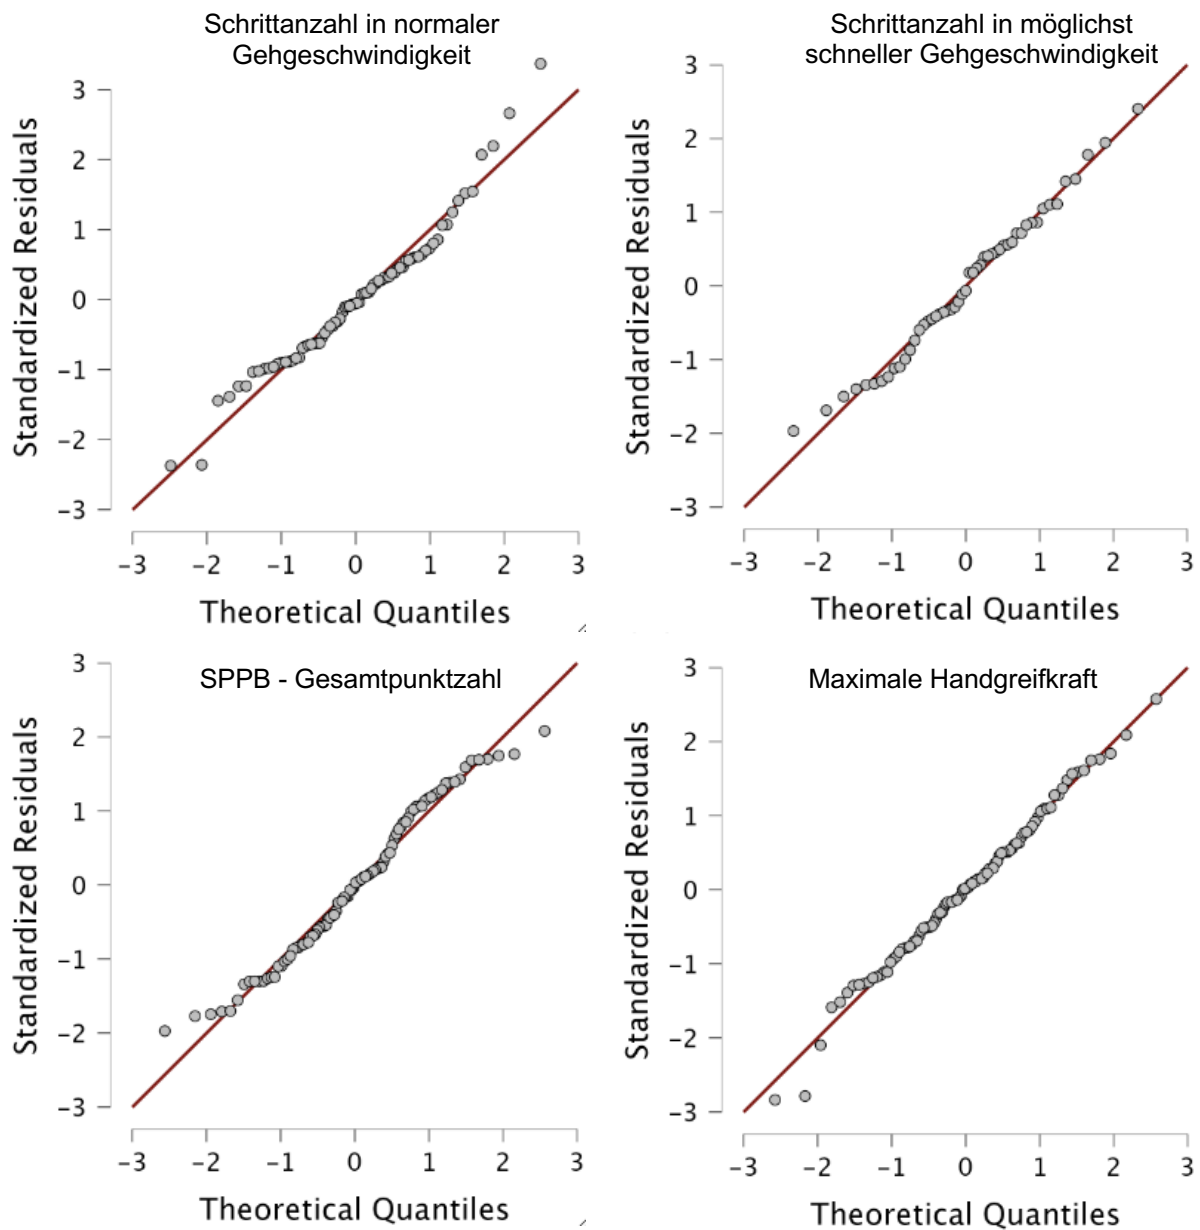 Schrittanzahl in normaler
Gehgeschwindigkeit
3
2
1
0
−1
−2
−3
Standardized Residuals
−3 −2 −1 0 1 2 3
Theoretical Quantiles
Schrittanzahl in möglichst
schneller Gehgeschwindigkeit
3
2
1
0
−1
−2
−3
Standardized Residuals
−3 −2 −1 0 1 2 3
Theoretical Quantiles
SPPB - Gesamtpunktzahl
3
2
1
0
−1
−2
−3
Standardized Residuals
−3 −2 −1 0 1 2 3
Theoretical Quantiles
Maximale Handgreifkraft
3
2
1
0
−1
−2
−3
Standardized Residuals
−3 −2 −1 0 1 2 3
Theoretical Quantiles